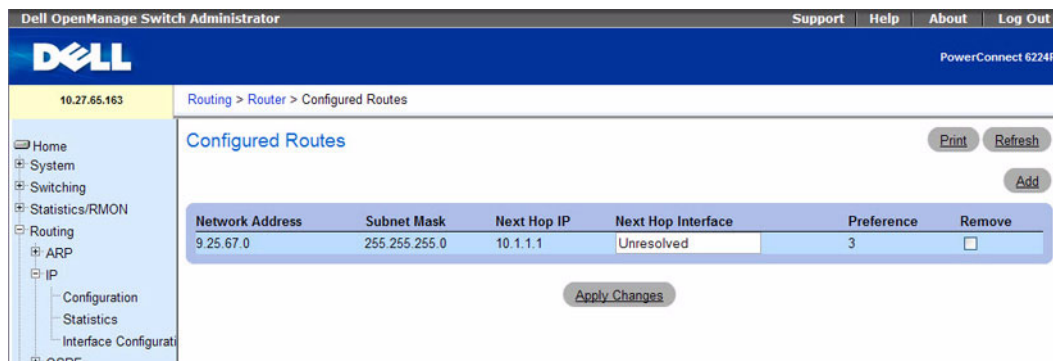 Dell OpenManage Switch Administrator
Support Help About Log Out
DELL
PowerConnect 6224
10.27.65.163
Routing > Router > Configured Routes
Configured Routes
Print Refresh
Add
Home
System
Switching
Statistics/RMON
Routing
ARP
IP
Configuration
Statistics
Interface Configurati
Network Address Subnet Mask Next Hop IP Next Hop Interface Preference Remove
9.25.67.0 255.255.255.0 10.1.1.1 Unresolved 3
Apply Changes